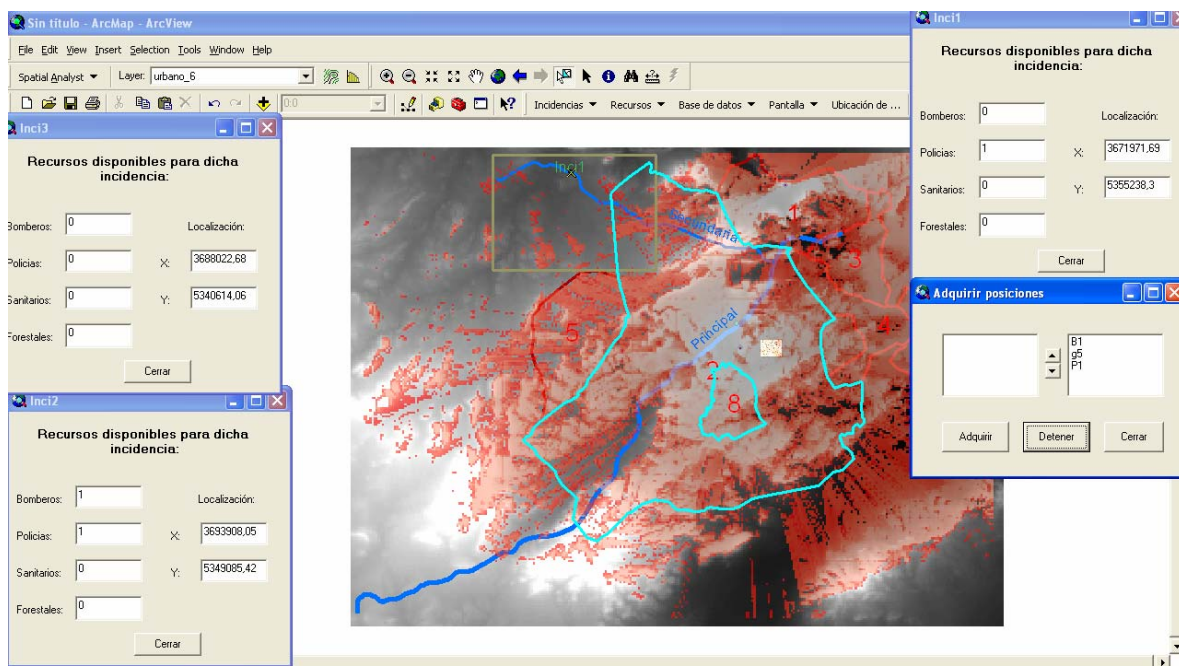 Sin título - ArcMap - ArcView
File Edit View Insert Selection Tools Window Help
Spatial Analyst Layer: urbano_6
0:0 Incidencias Recursos Base de datos Pantalla Ubicación de ...
Inci3
Recursos disponibles para dicha
incidencia:
Bomberos: 0 Localización:
Policias: 0 X: 3688022,68
Sanitarios: 0 Y: 5340614,06
Forestales: 0
Cerrar
Inci2
Recursos disponibles para dicha
incidencia:
Bomberos: 1 Localización:
Policias: 1 X: 3693908,05
Sanitarios: 0 Y: 5349085,42
Forestales: 0
Cerrar
Inci1
Secundaria
1
3
5
4
Principal
2
8
Inci1
Recursos disponibles para dicha
incidencia:
Bomberos: 0 Localización:
Policias: 1 X: 3671971,69
Sanitarios: 0 Y: 5355238,3
Forestales: 0
Cerrar
Adquirir posiciones
B1
g5
P1
Adquirir Detener Cerrar